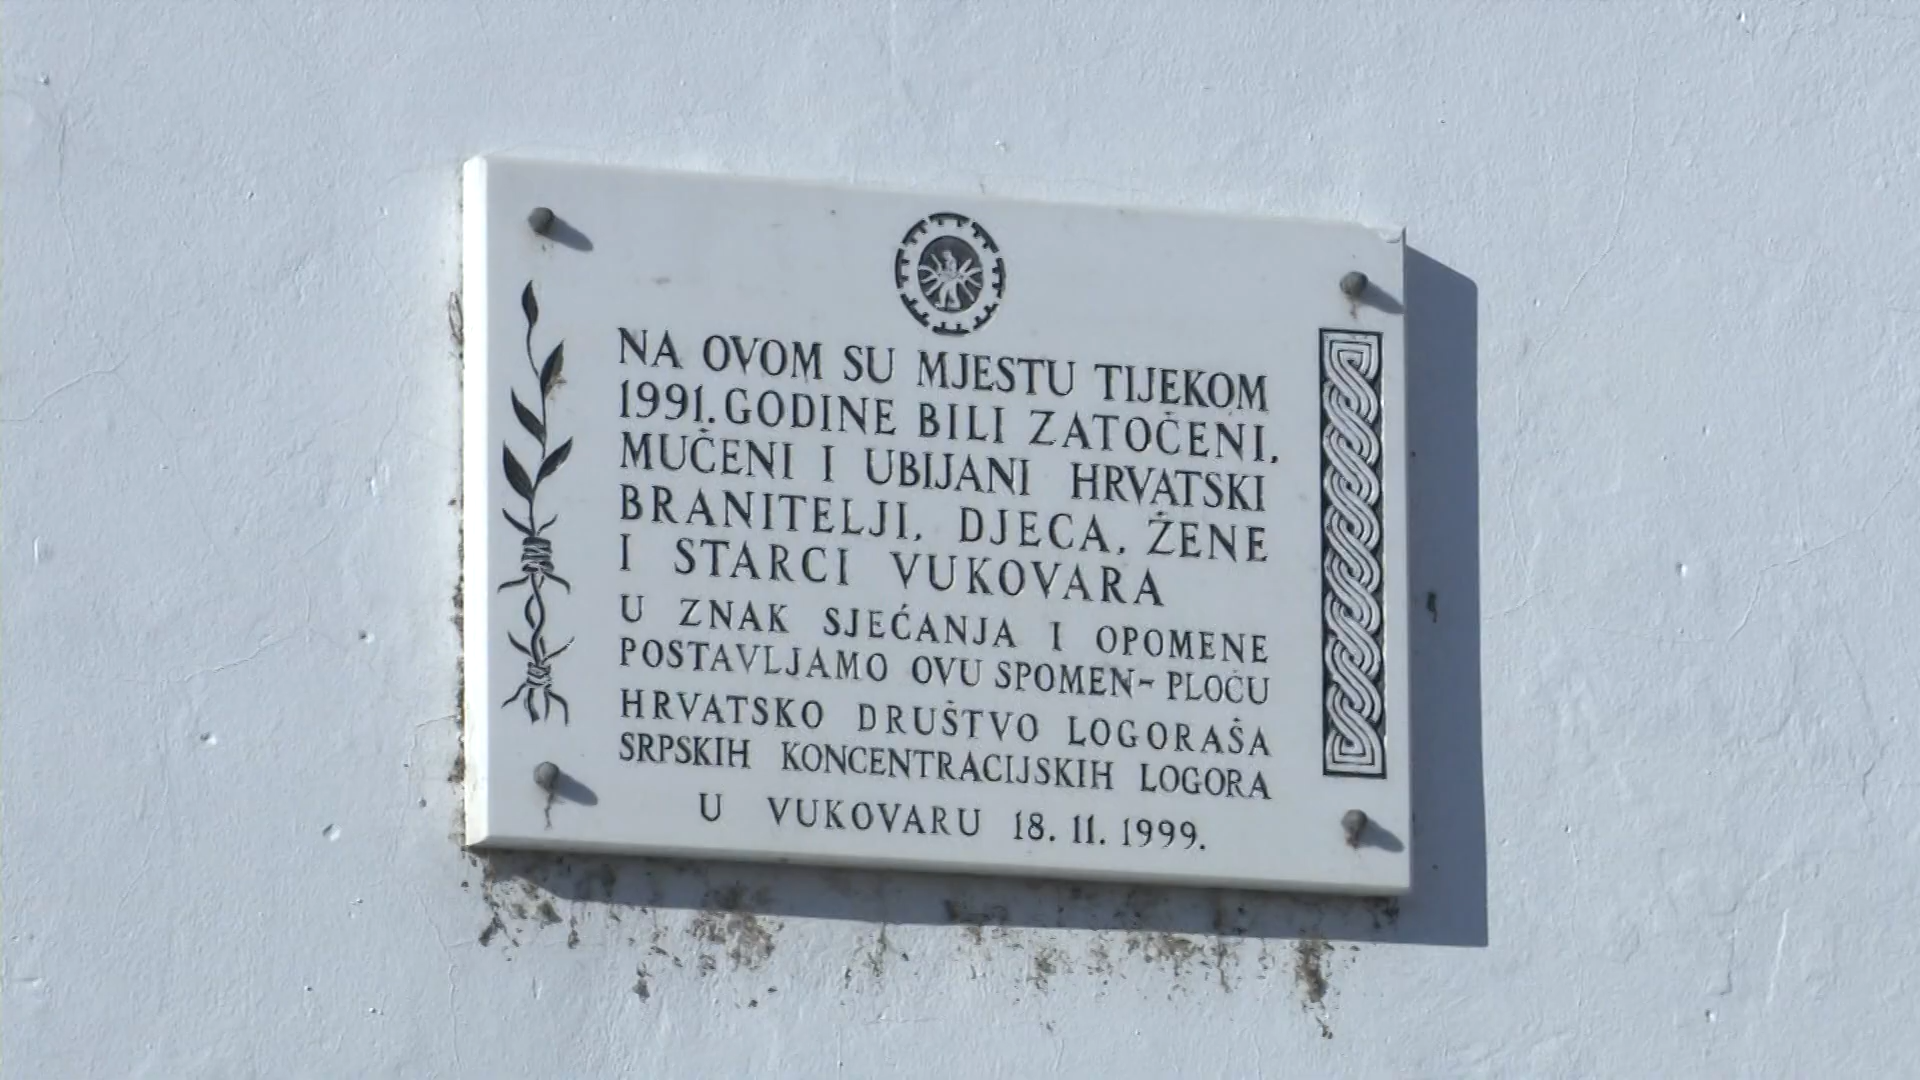 NA OVOM SU MJESTU TIJEKOM
1991. GODINE BILI ZATOČENI,
MUČENI I UBIJANI HRVATSKI
BRANITELJI, DJECA, ŽENE
I STARCI VUKOVARA
U ZNAK SJEĆANJA I OPOMENE
POSTAVLJAMO OVU SPOMEN-PLOČU
HRVATSKO DRUŠTVO LOGORAŠA
SRPSKIH KONCENTRACIJSKIH LOGORA
U VUKOVARU 18. 11. 1999.